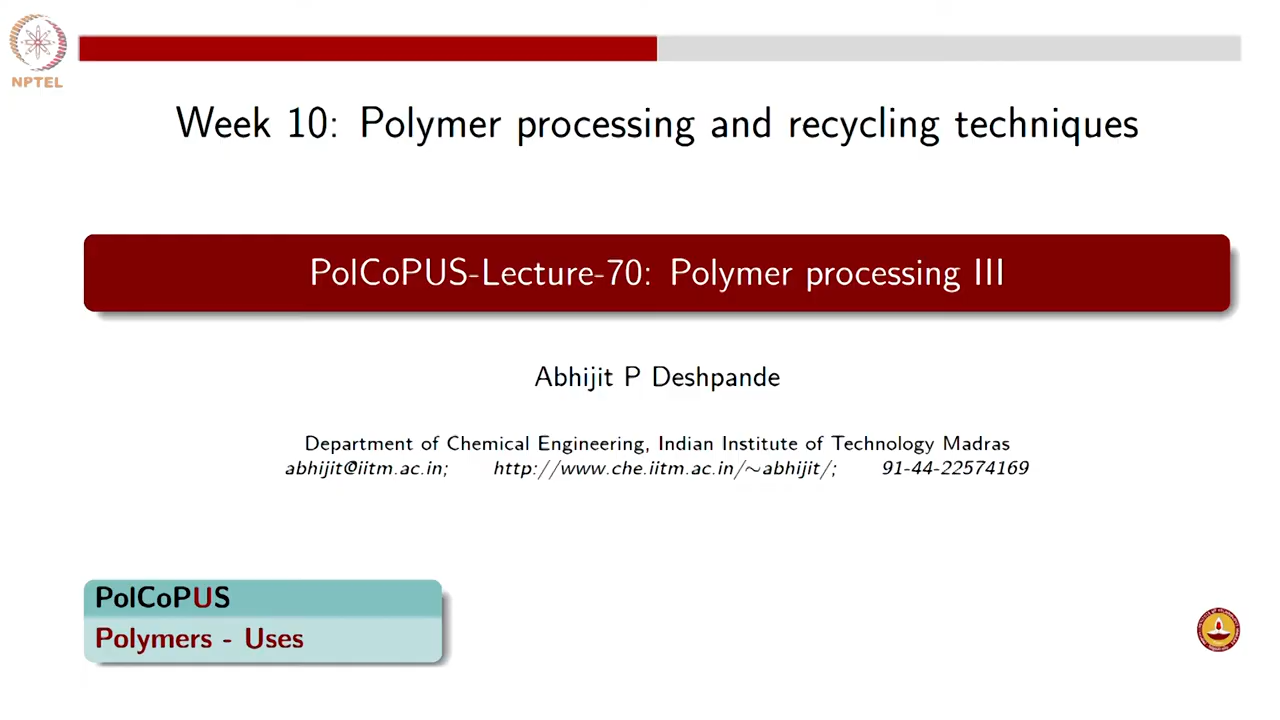 NPTEL
Week 10: Polymer processing and recycling techniques
PolCoPUS-Lecture-70: Polymer processing III
Abhijit P Deshpande
Department of Chemical Engineering, Indian Institute of Technology Madras
abhijit@iitm.ac.in; http://www.che.iitm.ac.in/~abhijit/; 91-44-22574169
PolCoPUS
Polymers - Uses